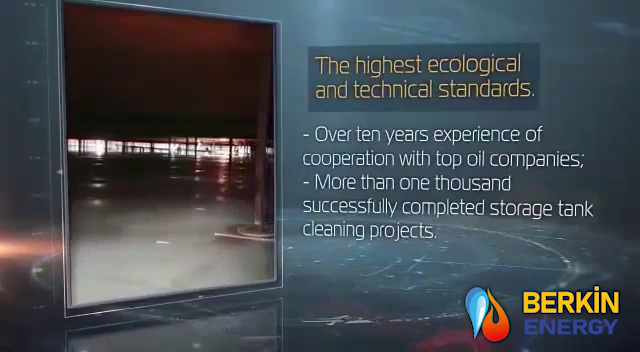 The highest ecological
and technical standards.
- Over ten years experience of
cooperation with top oil companies;
- More than one thousand
successfully completed storage tank
cleaning projects.
BERKİN
ENERGY